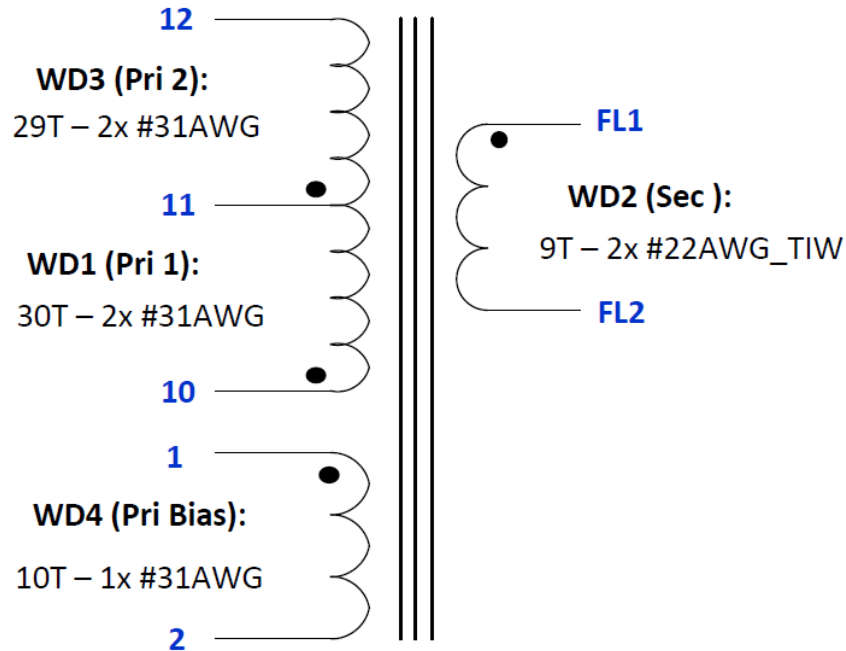 12
WD3 (Pri 2):
29T – 2x #31AWG
11
WD1 (Pri 1):
30T – 2x #31AWG
10
1
WD4 (Pri Bias):
10T – 1x #31AWG
2
FL1
WD2 (Sec ):
9T – 2x #22AWG_TIW
FL2